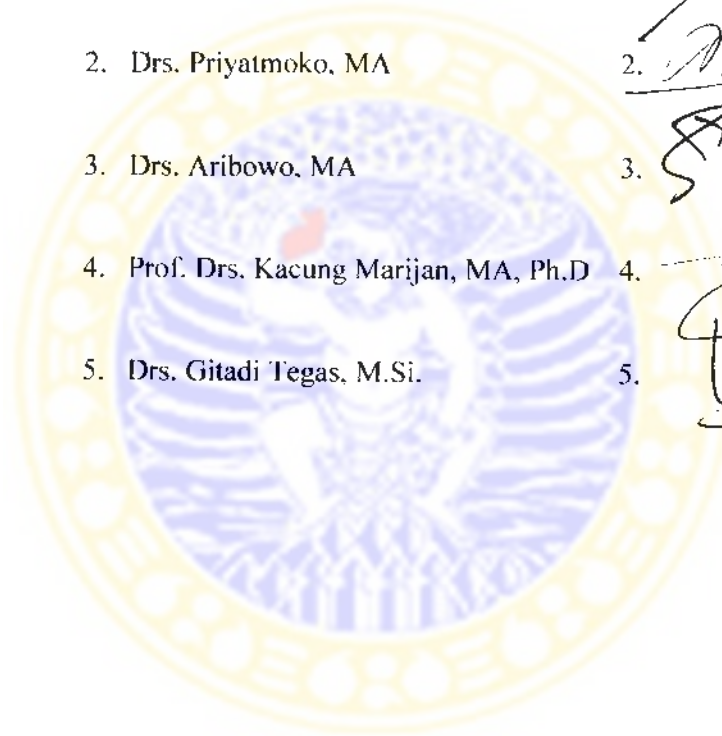 2. Drs. Priyatmoko, MA 2.
3. Drs. Aribowo, MA 3.
4. Prof. Drs. Kacung Marijan, MA, Ph.D 4.
5. Drs. Gitadi Tegas, M.Si. 5.